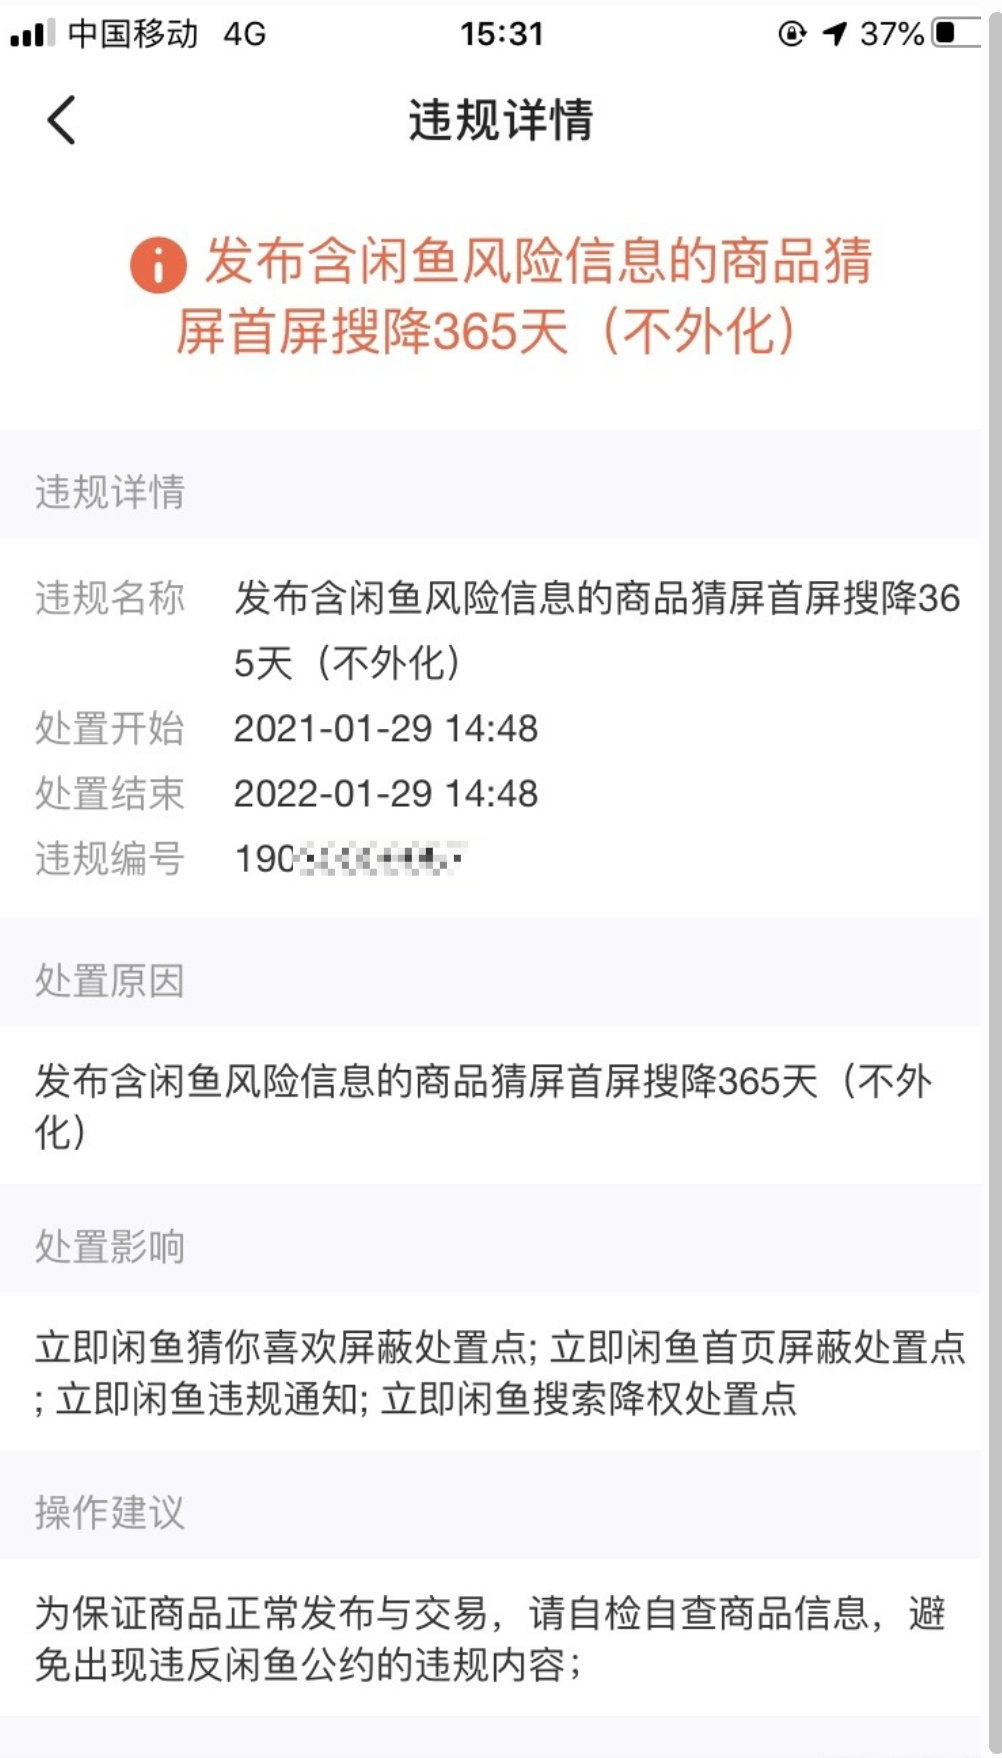 中国移动 4G 15:31 37%
违规详情
发布含闲鱼风险信息的商品猜
屏首屏搜降365天（不外化）
违规详情
违规名称 发布含闲鱼风险信息的商品猜屏首屏搜降36
5天（不外化）
处置开始 2021-01-29 14:48
处置结束 2022-01-29 14:48
违规编号 190
处置原因
发布含闲鱼风险信息的商品猜屏首屏搜降365天（不外
化）
处置影响
立即闲鱼猜你喜欢屏蔽处置点; 立即闲鱼首页屏蔽处置点
; 立即闲鱼违规通知; 立即闲鱼搜索降权处置点
操作建议
为保证商品正常发布与交易，请自检自查商品信息，避
免出现违反闲鱼公约的违规内容；